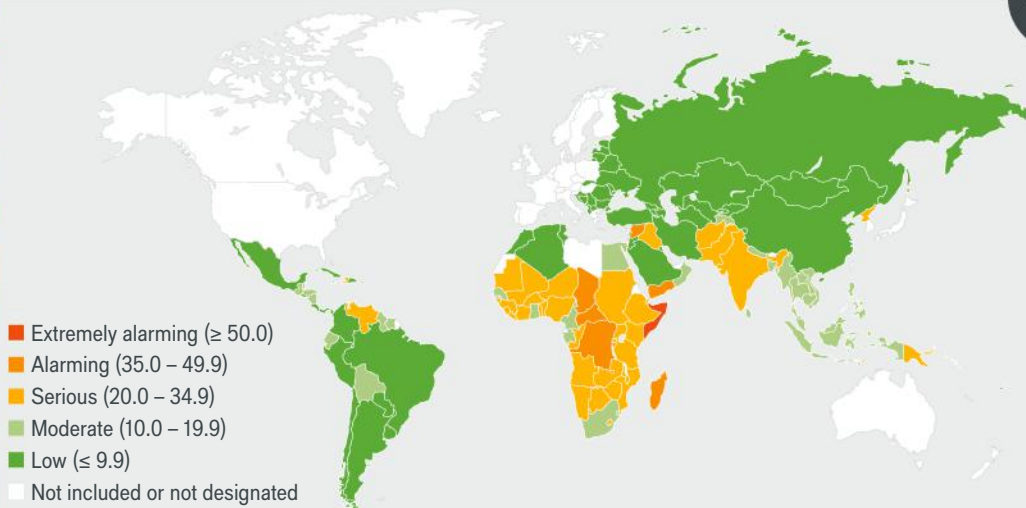 Extremely alarming (≥ 50.0)
Alarming (35.0 – 49.9)
Serious (20.0 – 34.9)
Moderate (10.0 – 19.9)
Low (≤ 9.9)
Not included or not designated